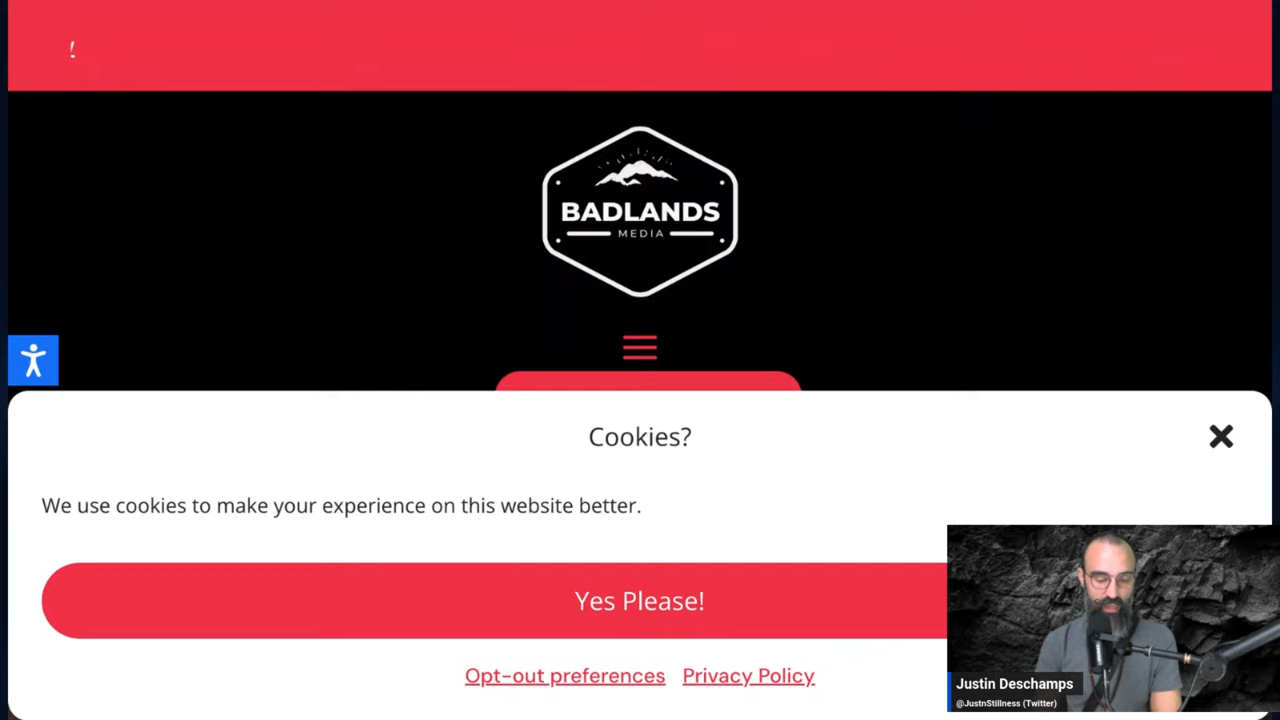 !
BADLANDS
MEDIA
Cookies?
We use cookies to make your experience on this website better.
Yes Please!
Opt-out preferences Privacy Policy
Justin Deschamps
@JustnStillness (Twitter)